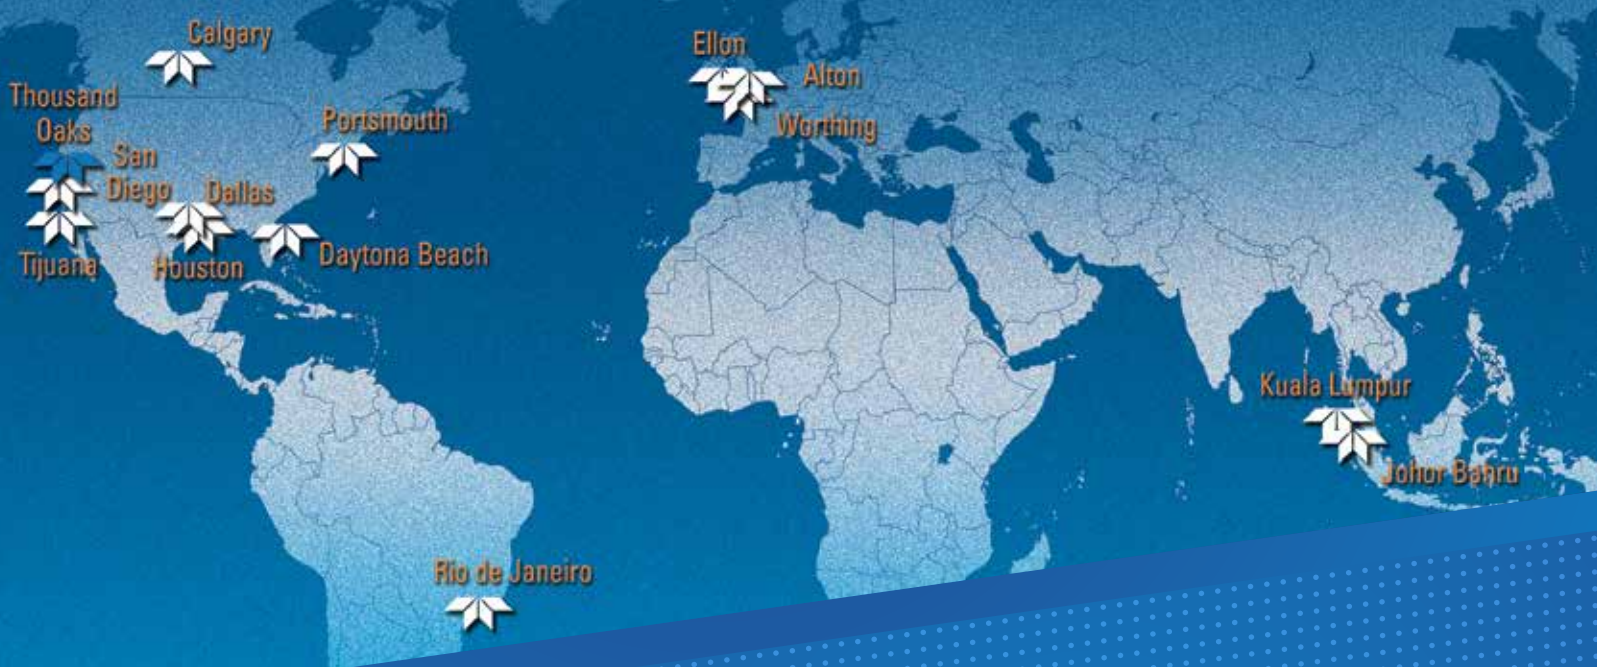 Calgary
Ellon
Alton
Thousand
Oaks
Portsmouth
Worthing
San
Diego
Dallas
Tijuana
Houston
Daytona Beach
Kuala Lumpur
Johor Bahru
Rio de Janeiro